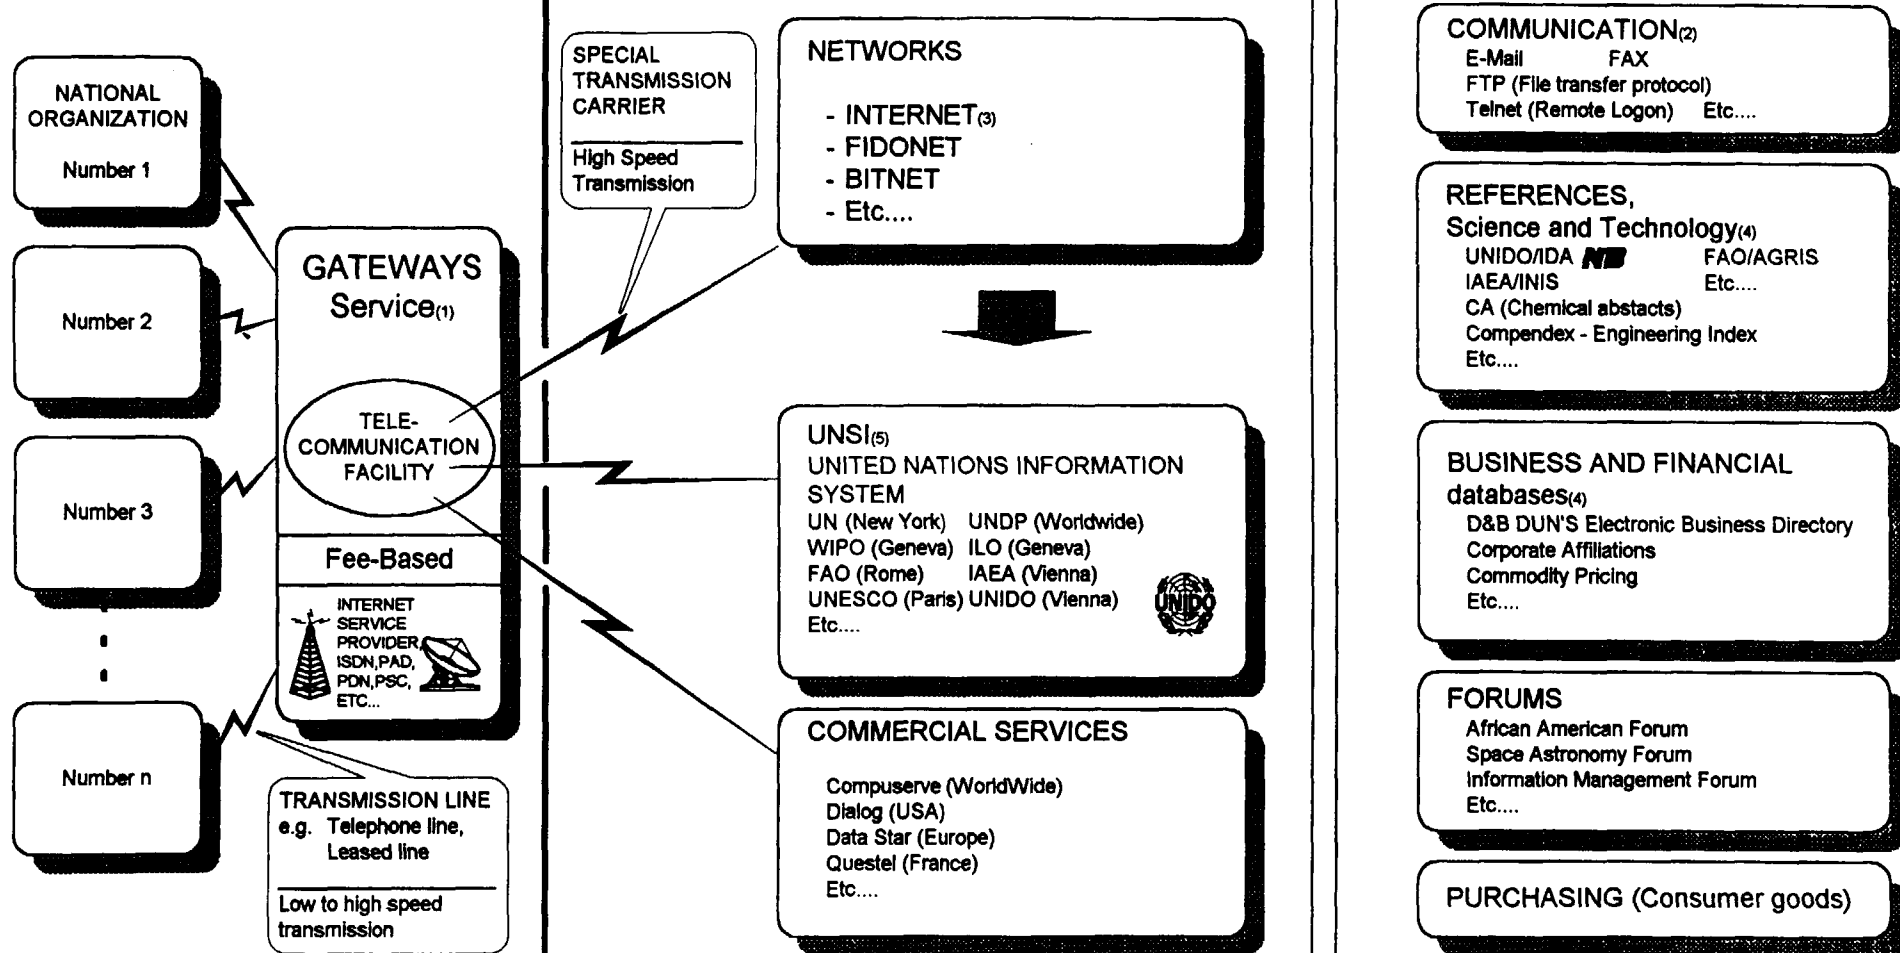 NATIONAL
ORGANIZATION
Number 1
Number 2
Number 3
Number n
GATEWAYS
Service(1)
TELE-
COMMUNICATION
FACILITY
Fee-Based
INTERNET
SERVICE
PROVIDER,
ISDN,PAD,
PDN,PSC,
ETC...
TRANSMISSION LINE
e.g. Telephone line,
Leased line
Low to high speed
transmission
SPECIAL
TRANSMISSION
CARRIER
High Speed
Transmission
NETWORKS
- INTERNET(3)
- FIDONET
- BITNET
- Etc....
UNSI(5)
UNITED NATIONS INFORMATION
SYSTEM
UN (New York) UNDP (Worldwide)
WIPO (Geneva) ILO (Geneva)
FAO (Rome) IAEA (Vienna)
UNESCO (Paris) UNIDO (Vienna)
Etc....
UNIDO
COMMERCIAL SERVICES
Compuserve (WorldWide)
Dialog (USA)
Data Star (Europe)
Questel (France)
Etc....
COMMUNICATION(2)
E-Mail FAX
FTP (File transfer protocol)
Telnet (Remote Logon) Etc....
REFERENCES,
Science and Technology(4)
UNIDO/IDA FAO/AGRIS
IAEA/INIS Etc....
CA (Chemical abstacts)
Compendex - Engineering Index
Etc....
BUSINESS AND FINANCIAL
databases(4)
D&B DUN'S Electronic Business Directory
Corporate Affiliations
Commodity Pricing
Etc....
FORUMS
African American Forum
Space Astronomy Forum
Information Management Forum
Etc....
PURCHASING (Consumer goods)